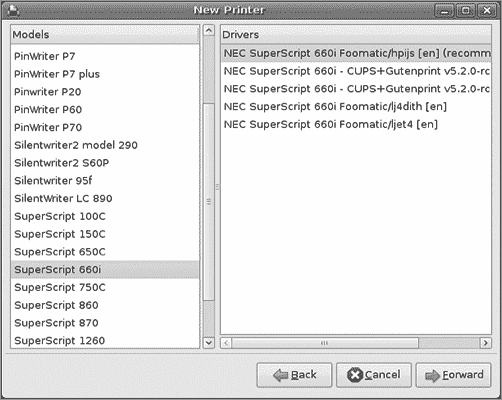 New Printer
Models
PinWriter P7
PinWriter P7 plus
Pinwriter P20
PinWriter P60
PinWriter P70
Silentwriter2 model 290
Silentwriter2 S60P
Silentwriter 95f
SilentWriter LC 890
SuperScript 100C
SuperScript 150C
SuperScript 650C
SuperScript 660i
SuperScript 750C
SuperScript 860
SuperScript 870
SuperScript 1260
Drivers
NEC SuperScript 660i Foomatic/hpijs [en] (recomm
NEC SuperScript 660i - CUPS+Gutenprint v5.2.0-rc
NEC SuperScript 660i - CUPS+Gutenprint v5.2.0-rc
NEC SuperScript 660i Foomatic/lj4dith [en]
NEC SuperScript 660i Foomatic/ljet4 [en]
Back
Cancel
Forward